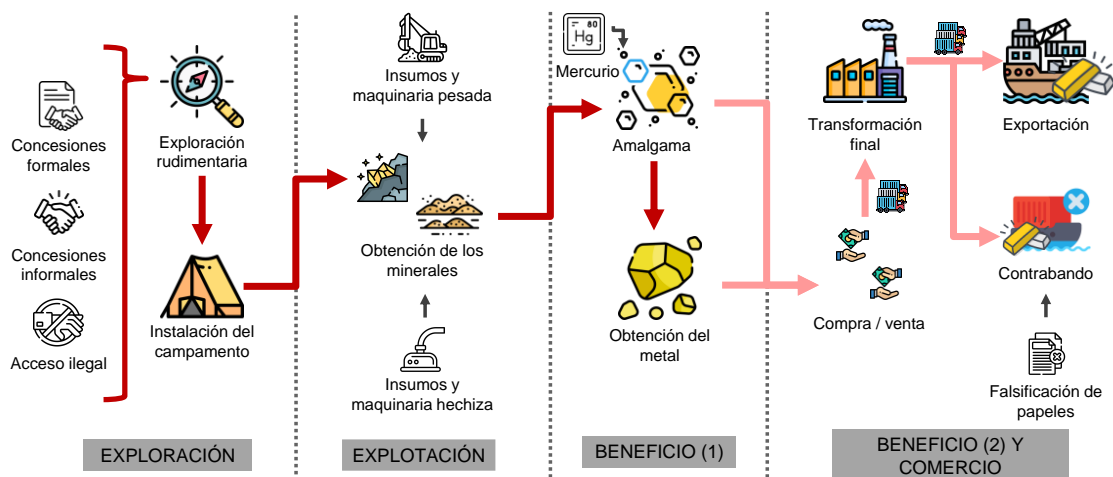 Concesiones
formales
Concesiones
informales
Acceso ilegal
Exploración
rudimentaria
Instalación del
campamento
EXPLORACIÓN
Insumos y
maquinaria pesada
Obtención de los
minerales
Insumos y
maquinaria hechiza
EXPLOTACIÓN
80
Hg
Mercurio
Amalgama
Obtención del
metal
BENEFICIO (1)
Transformación
final
Compra / venta
Exportación
Contrabando
Falsificación de
papeles
BENEFICIO (2) Y
COMERCIO